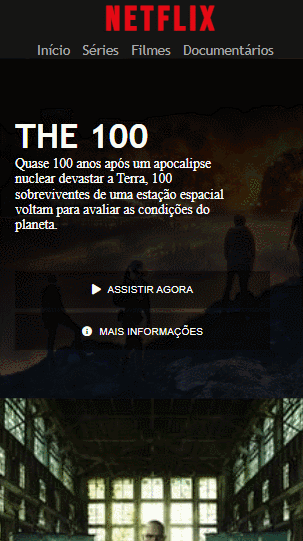 NETFLIX
Início Séries Filmes Documentários
THE 100
Quase 100 anos após um apocalipse
nuclear devastar a Terra, 100
sobreviventes de uma estação espacial
voltam para avaliar as condições do
planeta.
ASSISTIR AGORA
MAIS INFORMAÇÕES